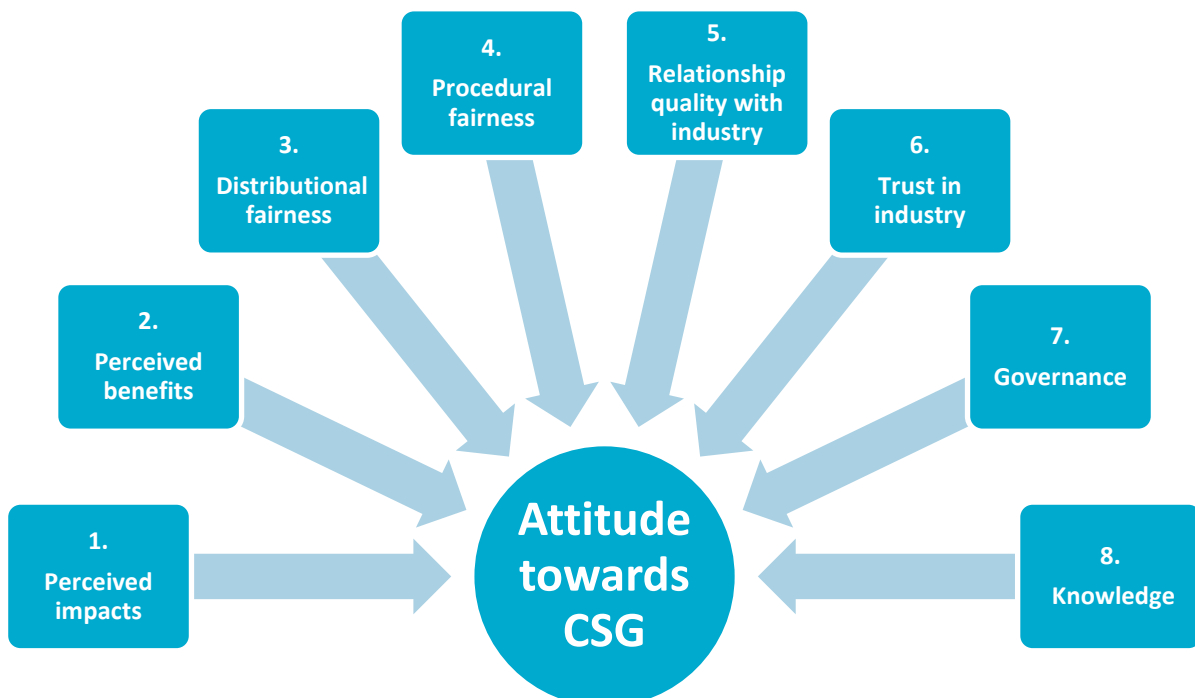 1.
Perceived
impacts
2.
Perceived
benefits
3.
Distributional
fairness
4.
Procedural
fairness
5.
Relationship
quality with
industry
6.
Trust in
industry
7.
Governance
8.
Knowledge
Attitude
towards
CSG